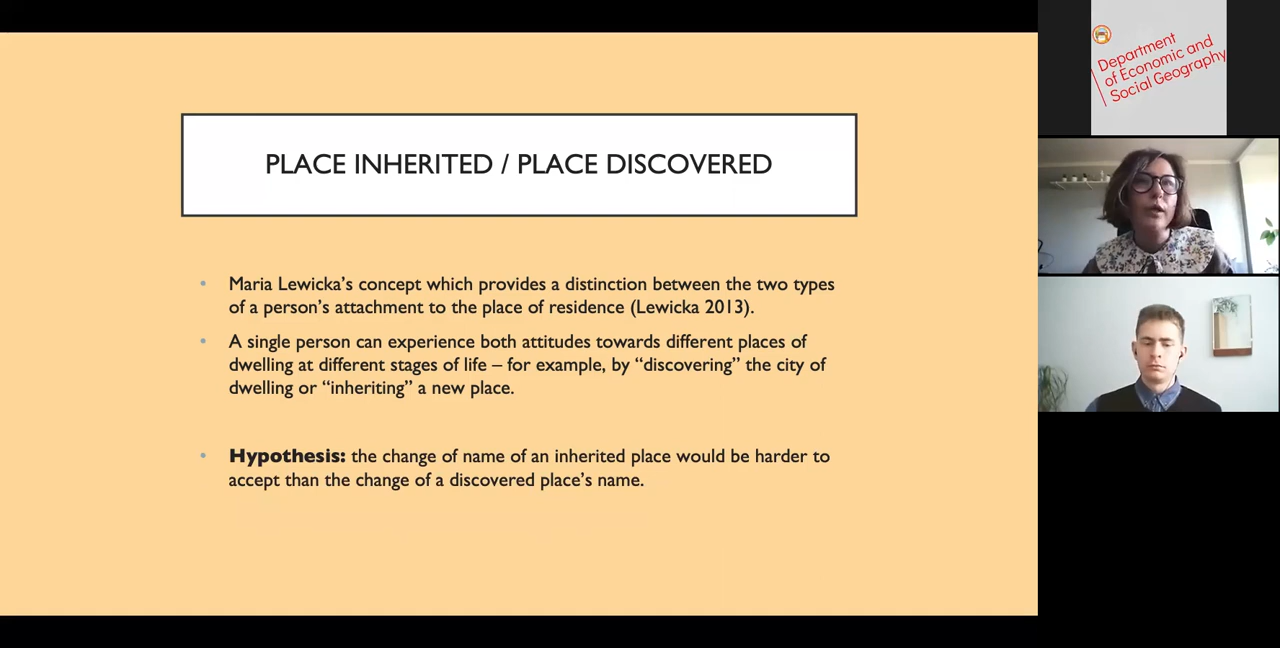 PLACE INHERITED / PLACE DISCOVERED
• Maria Lewicka’s concept which provides a distinction between the two types
of a person’s attachment to the place of residence (Lewicka 2013).
• A single person can experience both attitudes towards different places of
dwelling at different stages of life – for example, by “discovering” the city of
dwelling or “inheriting” a new place.
• Hypothesis: the change of name of an inherited place would be harder to
accept than the change of a discovered place’s name.
Department
of Economic and
Social Geography